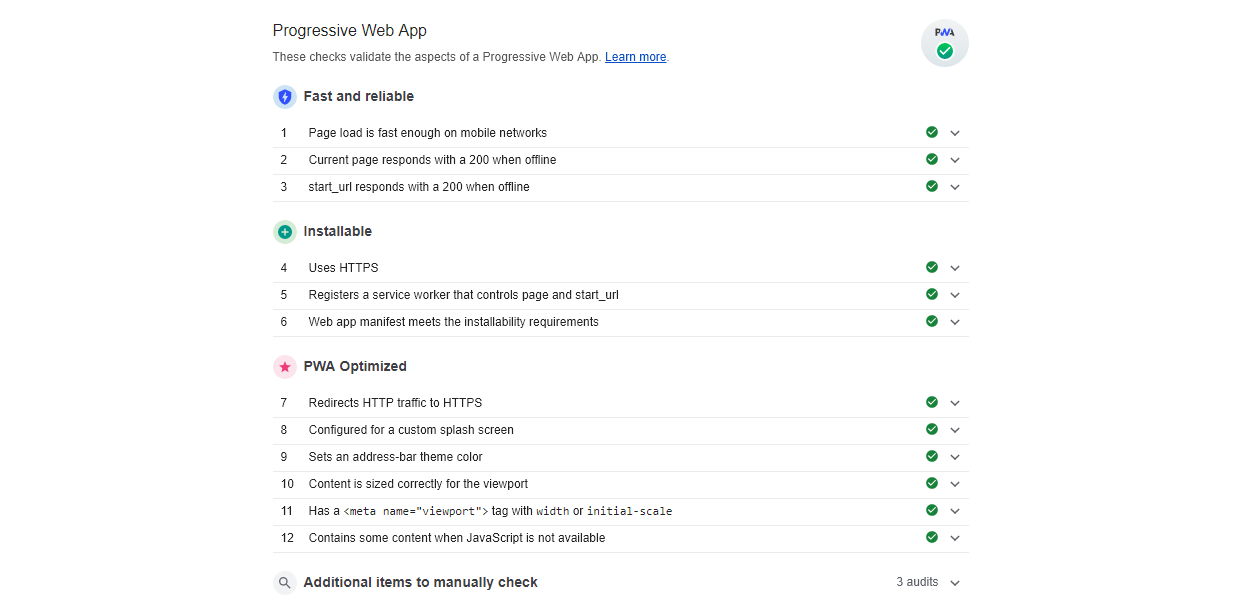 Progressive Web App
PWA
These checks validate the aspects of a Progressive Web App. Learn more.
Fast and reliable
1 Page load is fast enough on mobile networks
2 Current page responds with a 200 when offline
3 start_url responds with a 200 when offline
Installable
4 Uses HTTPS
5 Registers a service worker that controls page and start_url
6 Web app manifest meets the installability requirements
PWA Optimized
7 Redirects HTTP traffic to HTTPS
8 Configured for a custom splash screen
9 Sets an address-bar theme color
10 Content is sized correctly for the viewport
11 Has a <meta name="viewport"> tag with width or initial-scale
12 Contains some content when JavaScript is not available
Additional items to manually check 3 audits